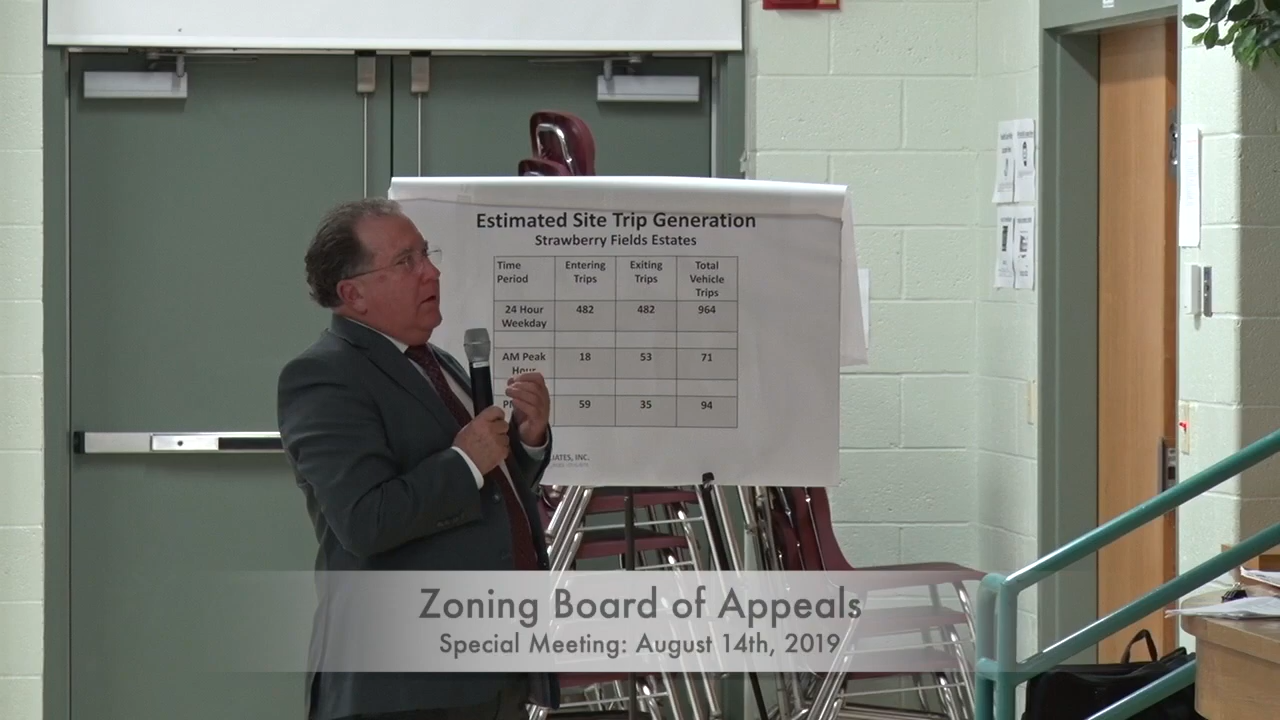 Estimated Site Trip Generation
Strawberry Fields Estates
Time Period Entering Trips Exiting Trips Total Vehicle Trips
24 Hour Weekday 482 482 964
AM Peak Hour 18 53 71
59 35 94
INC.
Zoning Board of Appeals
Special Meeting: August 14th, 2019